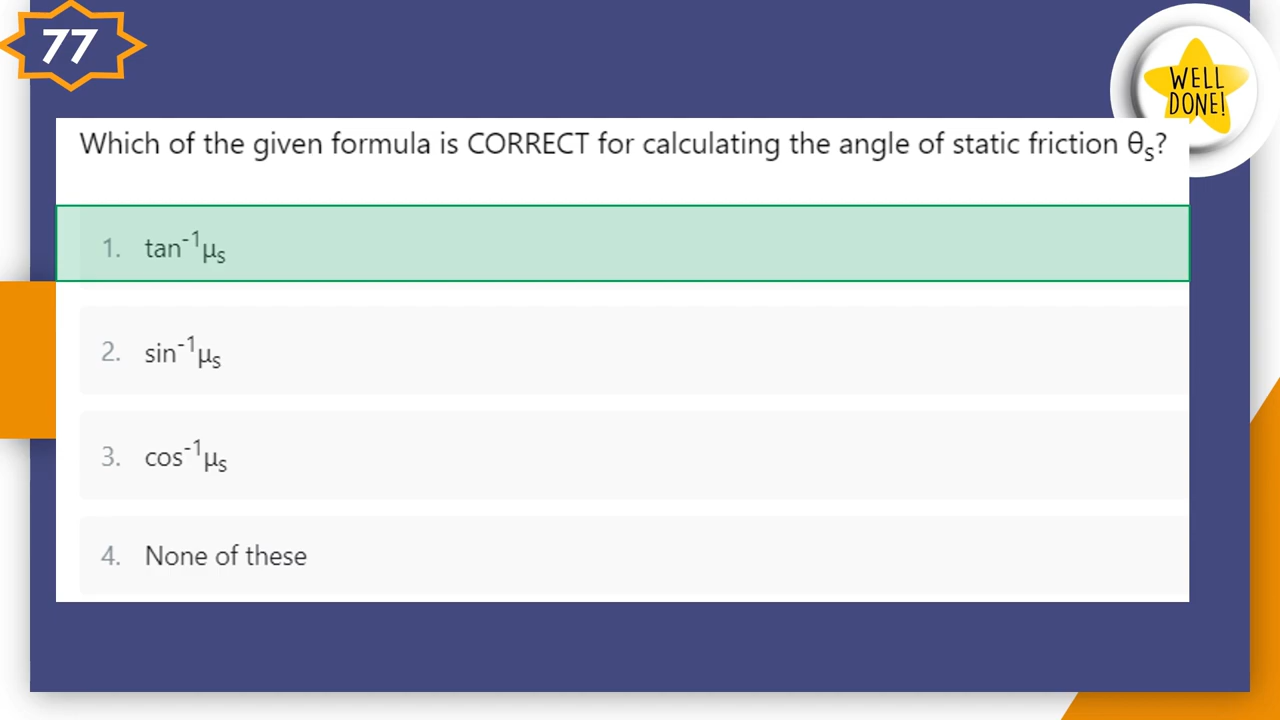 77
WELL
DONE!
Which of the given formula is CORRECT for calculating the angle of static friction θₛ?
1. tan⁻¹μₛ
2. sin⁻¹μₛ
3. cos⁻¹μₛ
4. None of these